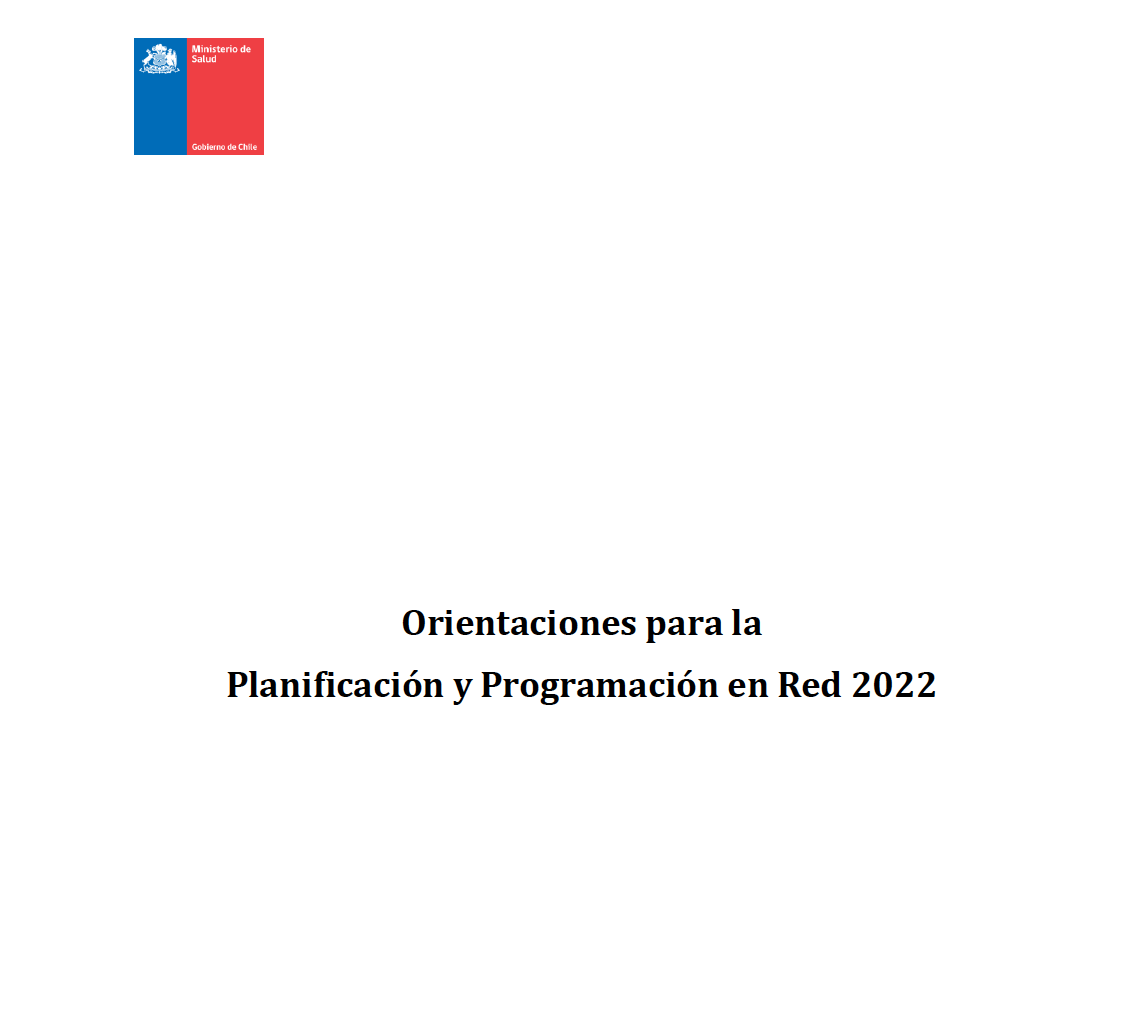 Ministerio de
Salud
Gobierno de Chile
Orientaciones para la
Planificación y Programación en Red 2022